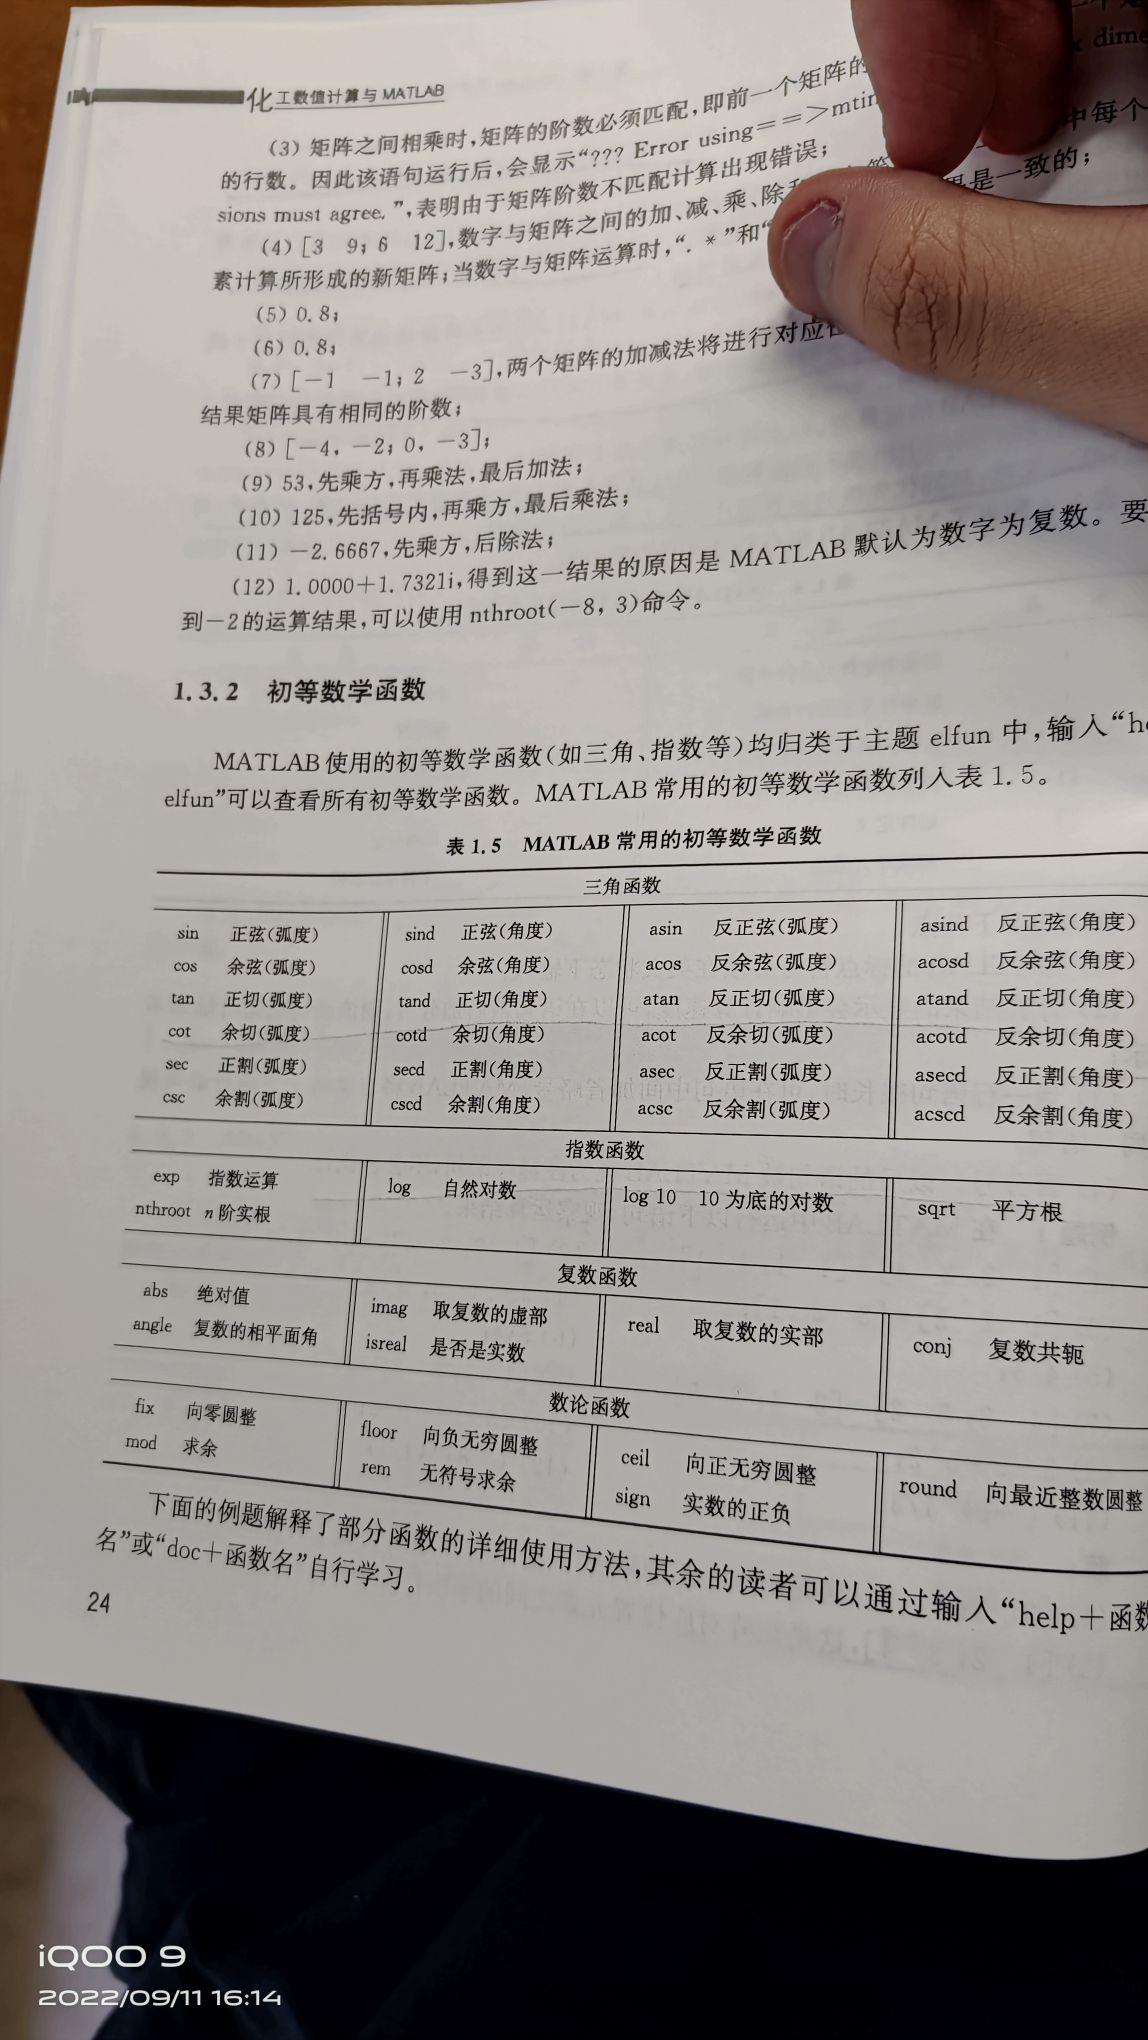 化工数值计算与 MATLAB
(3) 矩阵之间相乘时,矩阵的阶数必须匹配,即前一个矩阵的
的行数。因此该语句运行后,会显示“??? Error using==>mtim
dime
sions must agree. ”,表明由于矩阵阶数不匹配计算出现错误;
(4) [3 9; 6 12],数字与矩阵之间的加、减、乘、除
中每个
素计算所形成的新矩阵;当数字与矩阵运算时,“. * ”和“
是一致的;
(5) 0. 8;
(6) 0. 8;
(7) [-1 -1; 2 -3],两个矩阵的加减法将进行对应
结果矩阵具有相同的阶数;
(8) [-4, -2; 0, -3];
(9) 53,先乘方,再乘法,最后加法;
(10) 125,先括号内,再乘方,最后乘法;
(11) -2. 6667,先乘方,后除法;
(12) 1. 0000+1. 7321i,得到这一结果的原因是 MATLAB 默认为数字为复数。要
到-2的运算结果,可以使用 nthroot(-8, 3)命令。
1.3.2 初等数学函数
MATLAB使用的初等数学函数(如三角、指数等)均归类于主题 elfun 中,输入“he
elfun”可以查看所有初等数学函数。MATLAB 常用的初等数学函数列入表 1. 5。
表 1. 5 MATLAB 常用的初等数学函数
三角函数
sin 正弦(弧度) sind 正弦(角度) asin 反正弦(弧度) asind 反正弦(角度)
cos 余弦(弧度) cosd 余弦(角度) acos 反余弦(弧度) acosd 反余弦(角度)
tan 正切(弧度) tand 正切(角度) atan 反正切(弧度) atand 反正切(角度)
cot 余切(弧度) cotd 余切(角度) acot 反余切(弧度) acotd 反余切(角度)
sec 正割(弧度) secd 正割(角度) asec 反正割(弧度) asecd 反正割(角度)
csc 余割(弧度) cscd 余割(角度) acsc 反余割(弧度) acscd 反余割(角度)
指数函数
exp 指数运算 log 自然对数 log 10 10 为底的对数 sqrt 平方根
nthroot n 阶实根
复数函数
abs 绝对值 imag 取复数的虚部 real 取复数的实部 conj 复数共轭
angle 复数的相平面角 isreal 是否是实数
数论函数
fix 向零圆整 floor 向负无穷圆整 ceil 向正无穷圆整 round 向最近整数圆整
mod 求余 rem 无符号求余 sign 实数的正负
下面的例题解释了部分函数的详细使用方法,其余的读者可以通过输入“help+函数
名”或“doc+函数名”自行学习。
24
iQOO 9
2022/09/11 16:14